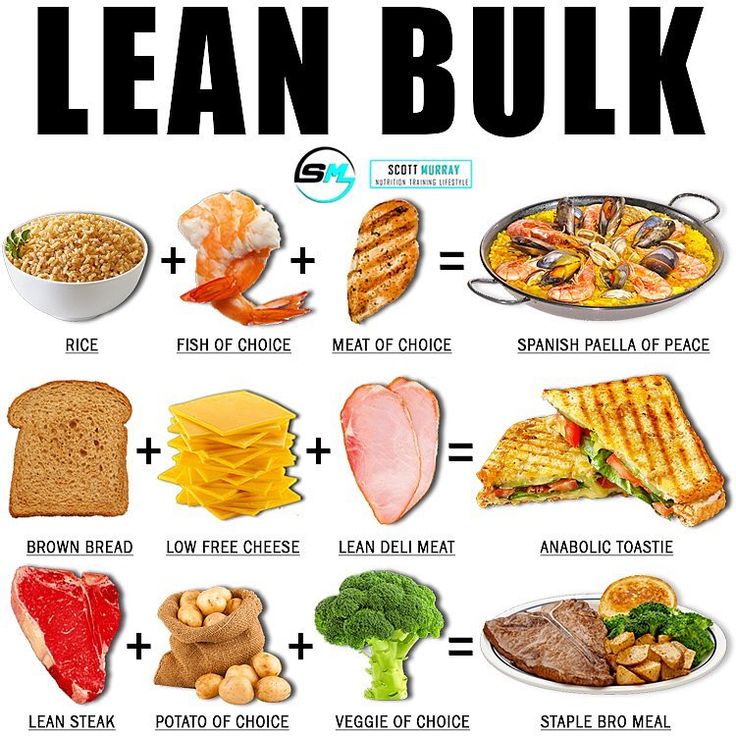 LEAN BULK
SM
SCOTT MURRAY
NUTRITION TRAINING LIFESTYLE
RICE
FISH OF CHOICE
MEAT OF CHOICE
SPANISH PAELLA OF PEACE
BROWN BREAD
LOW FREE CHEESE
LEAN DELI MEAT
ANABOLIC TOASTIE
LEAN STEAK
POTATO OF CHOICE
VEGGIE OF CHOICE
STAPLE BRO MEAL